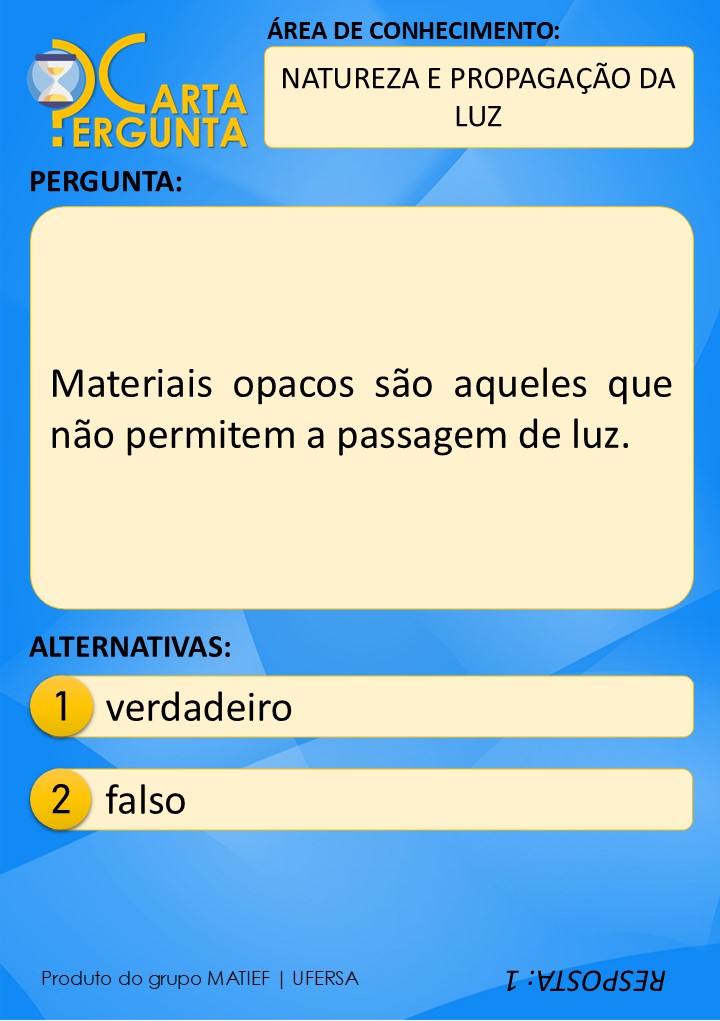 ÁREA DE CONHECIMENTO:
CARTA
PERGUNTA
NATUREZA E PROPAGAÇÃO DA
LUZ
PERGUNTA:
Materiais opacos são aqueles que
não permitem a passagem de luz.
ALTERNATIVAS:
1 verdadeiro
2 falso
Produto do grupo MATIEF | UFERSA
RESPOSTA: 1